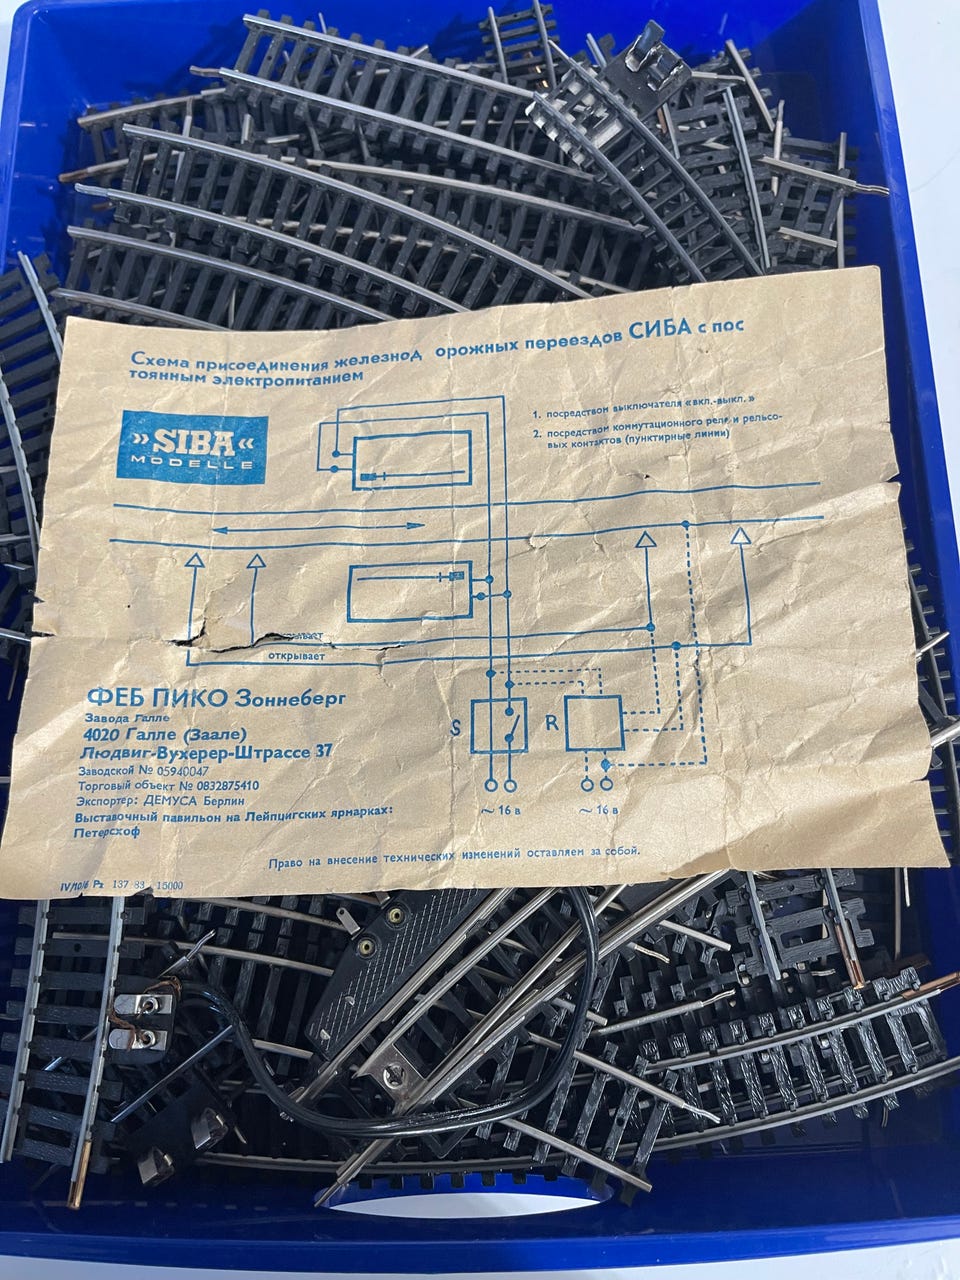 Схема присоединения железнод орожных переездов СИБА с пос
тоянным электропитанием
»SIBA«
MODELLE
1. посредством выключателя «вкл.-выкл.»
2. посредством коммутационного реле и рельсо-
вых контактов (пунктирные линии)
открывает
S
R
~ 16 в
~ 16 в
ФЕБ ПИКО Зоннеберг
Завода Галле
4020 Галле (Заале)
Людвиг-Вухерер-Штрассе 37
Заводской № 05940047
Торговый объект № 0832875410
Экспортер: ДЕМУСА Берлин
Выставочный павильон на Лейпцигских ярмарках:
Петерсхоф
Право на внесение технических изменений оставляем за собой.
IV/10/6 Pz 137 83 15000